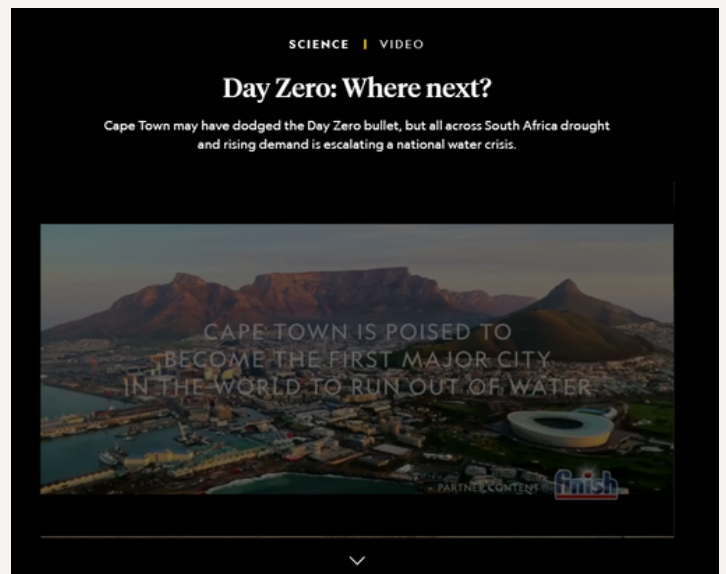 SCIENCE | VIDEO
Day Zero: Where next?
Cape Town may have dodged the Day Zero bullet, but all across South Africa drought
and rising demand is escalating a national water crisis.
CAPE TOWN IS POISED TO
BECOME THE FIRST MAJOR CITY
IN THE WORLD TO RUN OUT OF WATER
PARTNER CONTENT finish